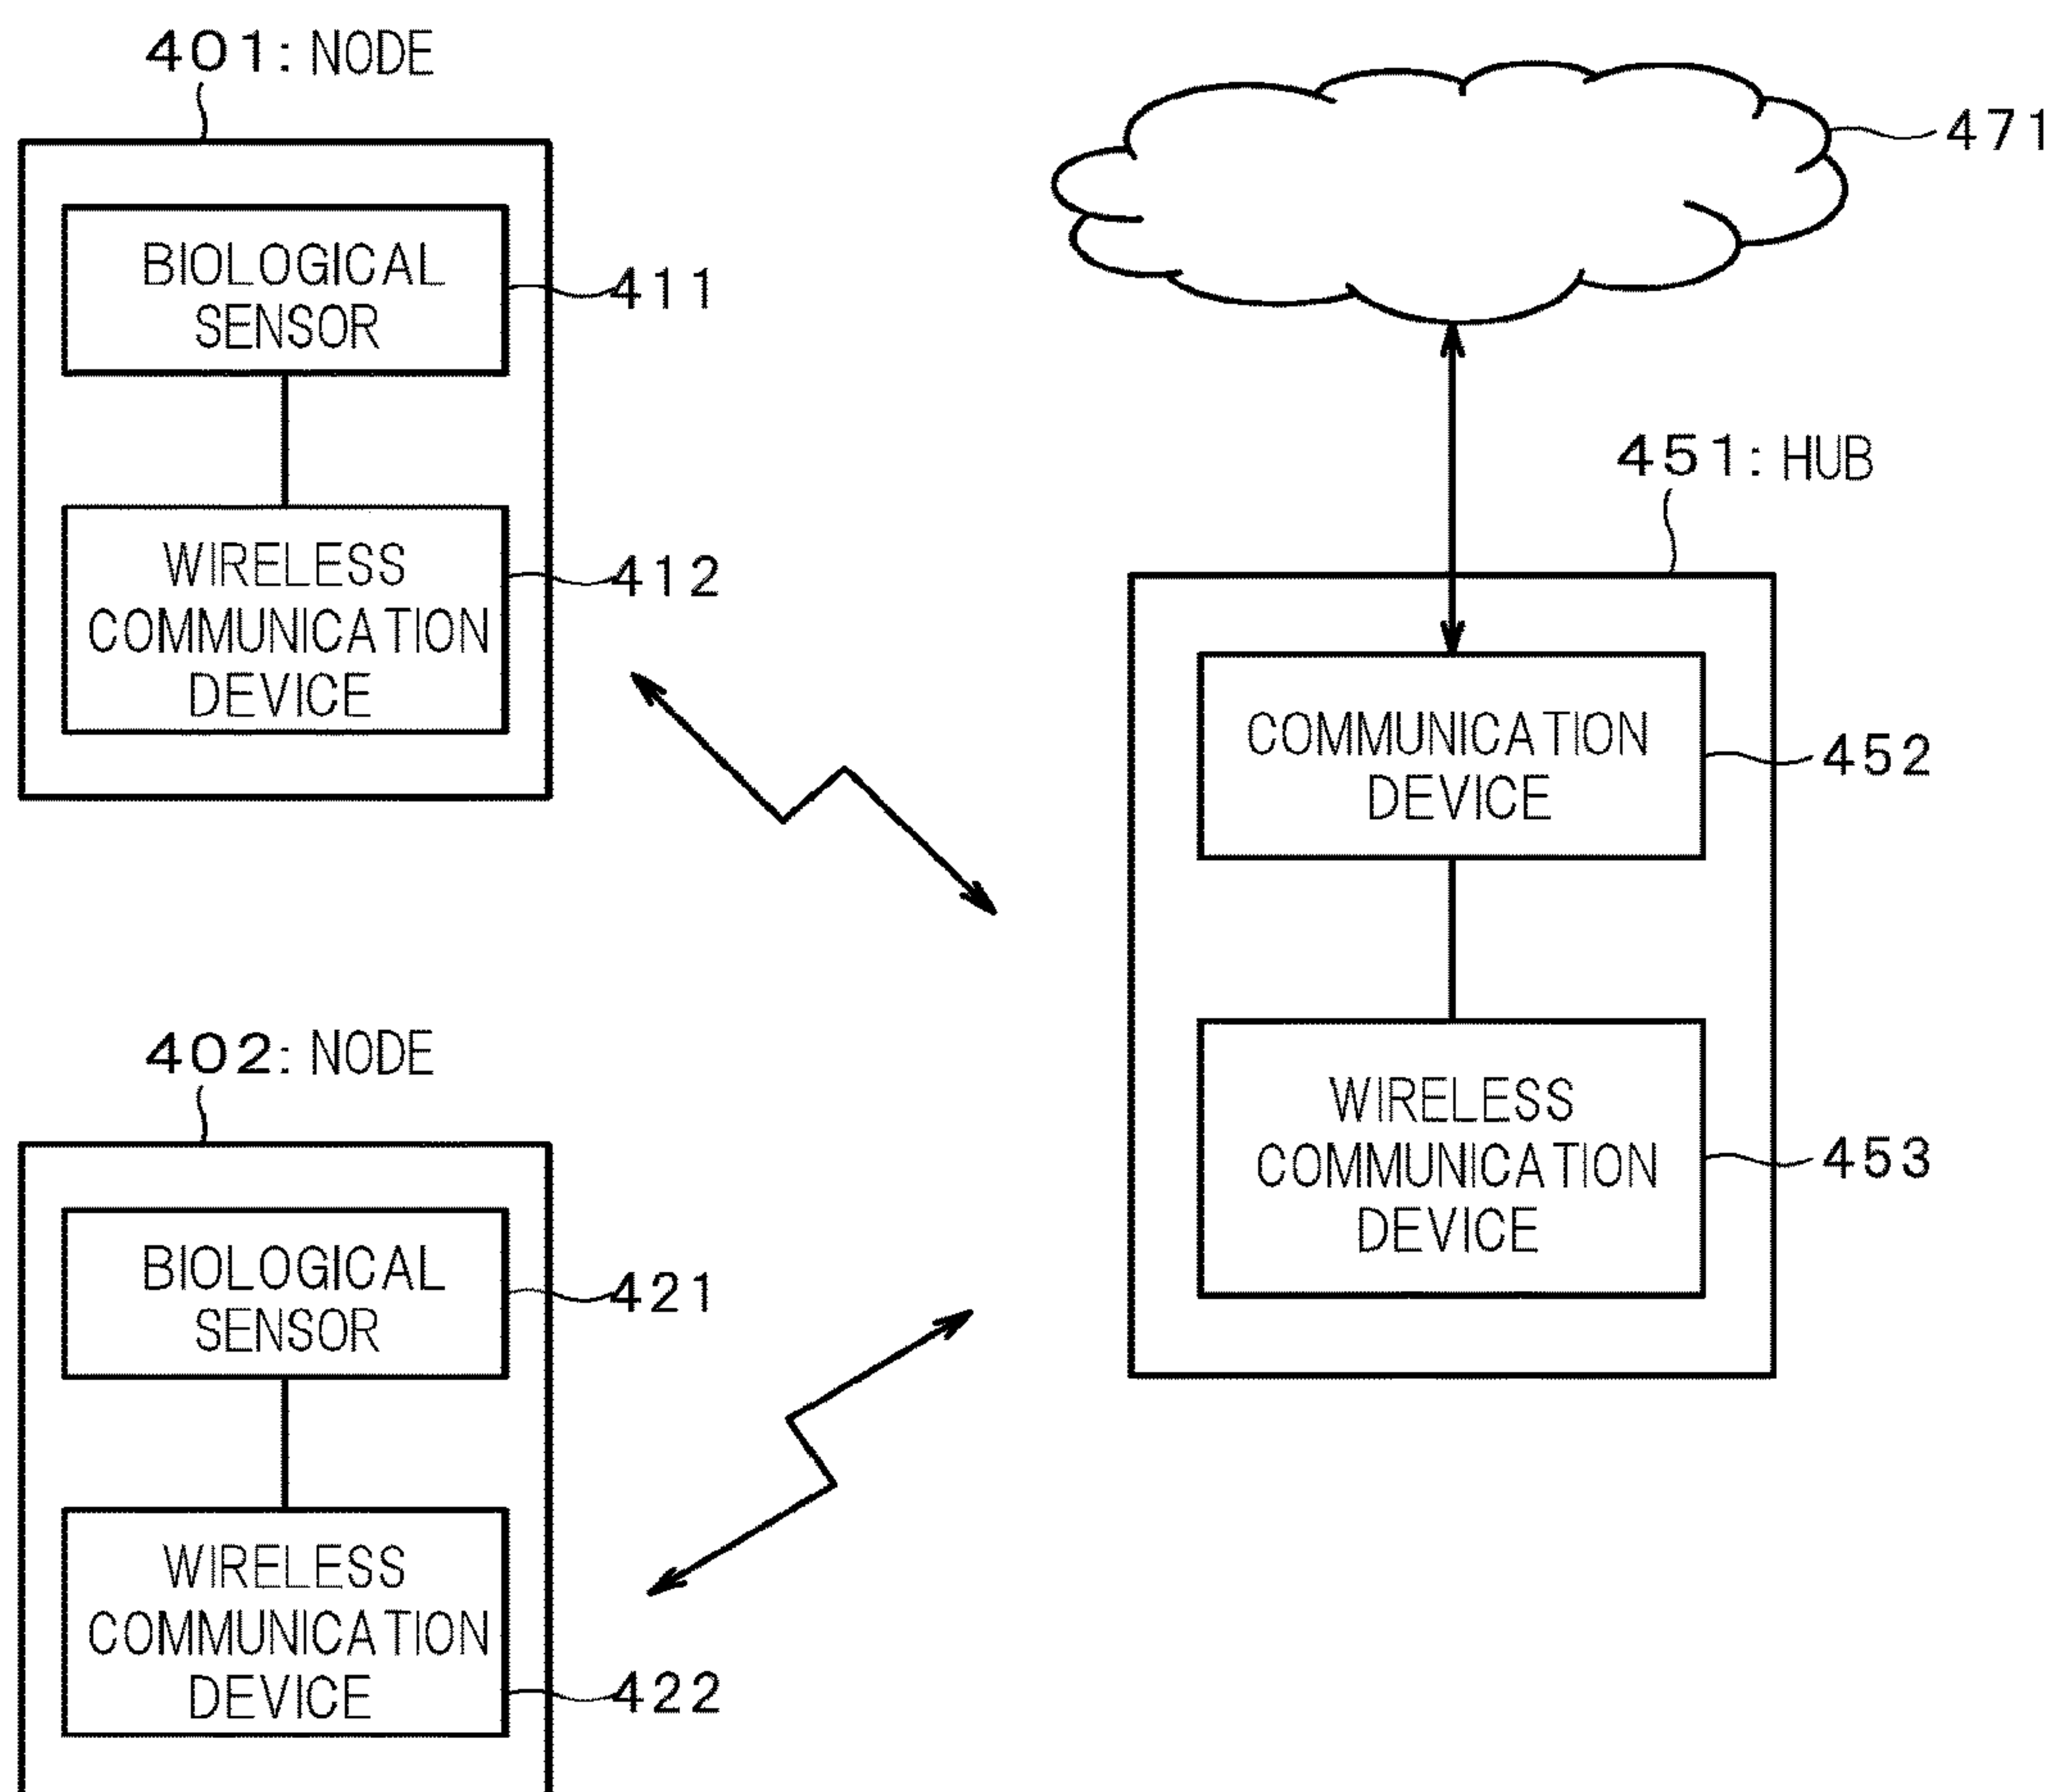 401: NODE
BIOLOGICAL
SENSOR
411
WIRELESS
COMMUNICATION
DEVICE
412
402: NODE
BIOLOGICAL
SENSOR
421
WIRELESS
COMMUNICATION
DEVICE
422
471
451: HUB
COMMUNICATION
DEVICE
452
WIRELESS
COMMUNICATION
DEVICE
453